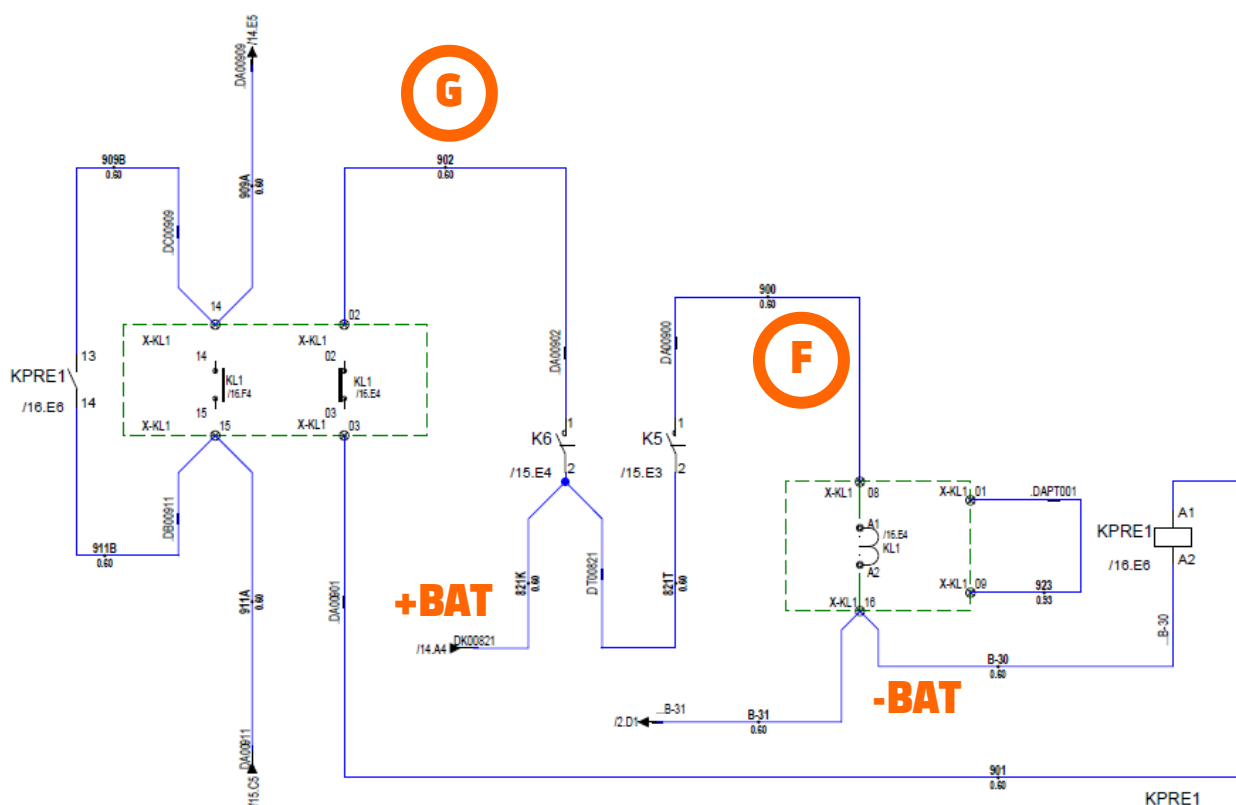 /14.E5
.DA00909
G
909B
0.60
902
0.60
909A
0.60
.DC00909
900
0.60
14
02
X-KL1
X-KL1
.DA00902
DA00900
F
13
KPRE1
14
/16.E6
14
KL1
/16.F4
15
02
KL1
/16.E4
03
X-KL1
15
X-KL1
03
1
K6
2
/15.E4
1
K5
2
/15.E3
X-KL1
08
X-KL1
01
.DAPT001
A1
/16.E4
KL1
A2
A1
KPRE1
A2
/16.E6
.DB00911
911B
0.60
911A
0.60
.DA00901
+BAT
821K
0.60
DT00821
821T
0.60
X-KL1
09
923
0.93
X-KL1
16
DK00821
/14.A4
...B-30
B-30
0.60
-BAT
...B-31
/2.D1
B-31
0.60
DA00911
/15.C5
901
0.60
KPRE1